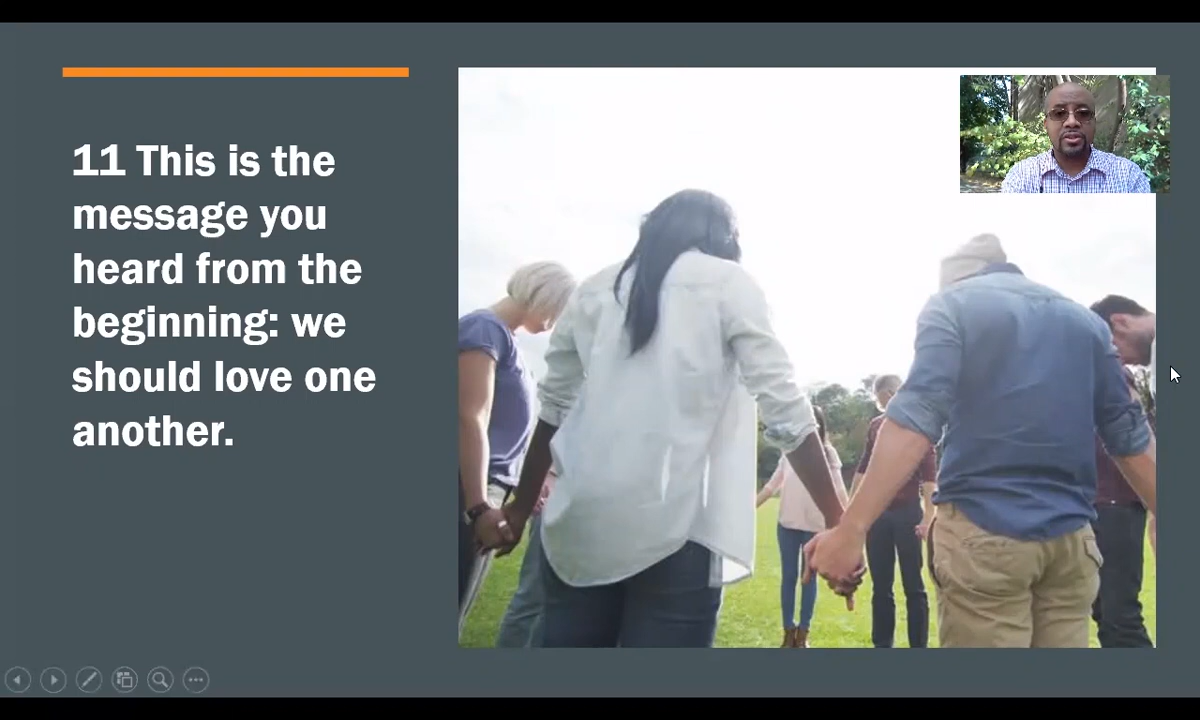 11 This is the
message you
heard from the
beginning: we
should love one
another.